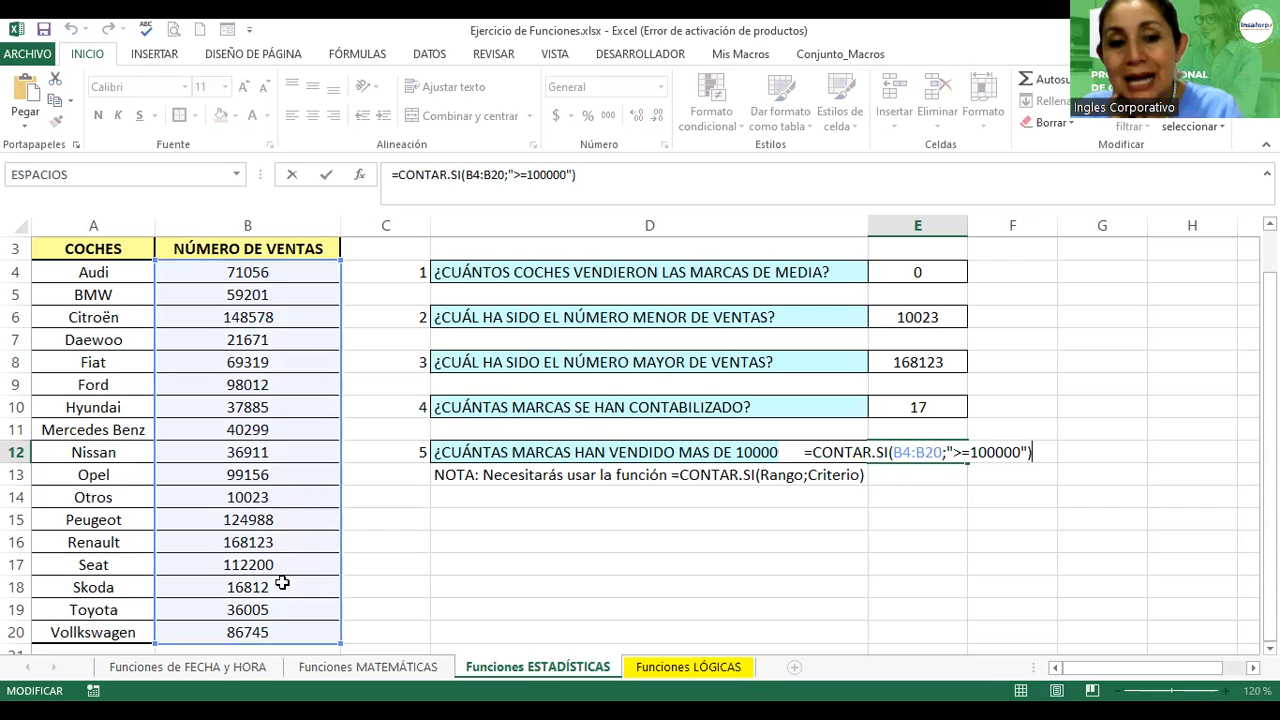 Ejercicio de Funciones.xlsx - Excel (Error de activación de productos)
ARCHIVO INICIO INSERTAR DISEÑO DE PÁGINA FÓRMULAS DATOS REVISAR VISTA DESARROLLADOR Mis Macros Conjunto_Macros
Insaforp
Calibri 11 Ajustar texto General
Pegar N K S Combinar y centrar $ % 000
Formato condicional Dar formato como tabla Estilos de celda
Insertar Eliminar Formato
Borrar filtrar seleccionar
Ingles Corporativo
Portapapeles Fuente Alineación Número Estilos Celdas Modificar
ESPACIOS fx =CONTAR.SI(B4:B20;">=100000")
A B C D E F G H
3 COCHES NÚMERO DE VENTAS
4 Audi 71056 1 ¿CUÁNTOS COCHES VENDIERON LAS MARCAS DE MEDIA? 0
5 BMW 59201
6 Citroën 148578 2 ¿CUÁL HA SIDO EL NÚMERO MENOR DE VENTAS? 10023
7 Daewoo 21671
8 Fiat 69319 3 ¿CUÁL HA SIDO EL NÚMERO MAYOR DE VENTAS? 168123
9 Ford 98012
10 Hyundai 37885 4 ¿CUÁNTAS MARCAS SE HAN CONTABILIZADO? 17
11 Mercedes Benz 40299
12 Nissan 36911 5 ¿CUÁNTAS MARCAS HAN VENDIDO MAS DE 10000 =CONTAR.SI(B4:B20;">=100000")
13 Opel 99156 NOTA: Necesitarás usar la función =CONTAR.SI(Rango;Criterio)
14 Otros 10023
15 Peugeot 124988
16 Renault 168123
17 Seat 112200
18 Skoda 16812
19 Toyota 36005
20 Vollkswagen 86745
Funciones de FECHA y HORA Funciones MATEMÁTICAS Funciones ESTADÍSTICAS Funciones LÓGICAS
MODIFICAR 120 %